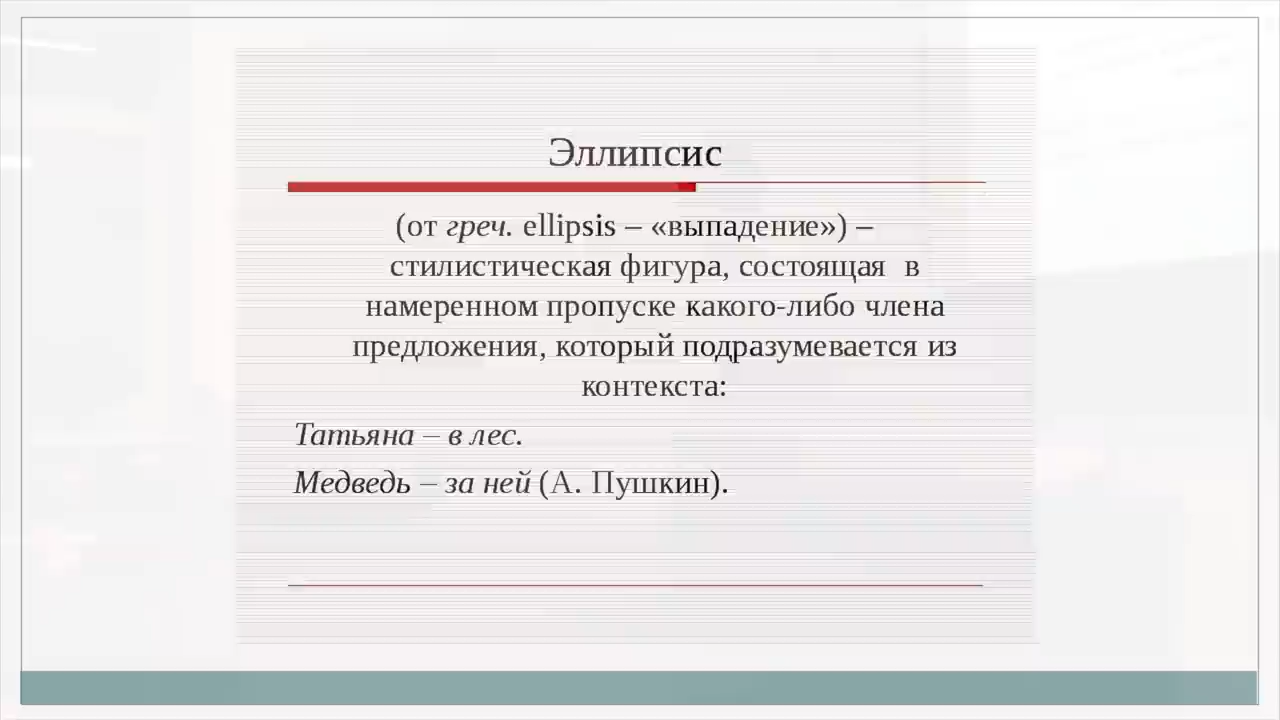 Эллипсис
(от греч. ellipsis – «выпадение») –
стилистическая фигура, состоящая в
намеренном пропуске какого-либо члена
предложения, который подразумевается из
контекста:
Татьяна – в лес.
Медведь – за ней (А. Пушкин).